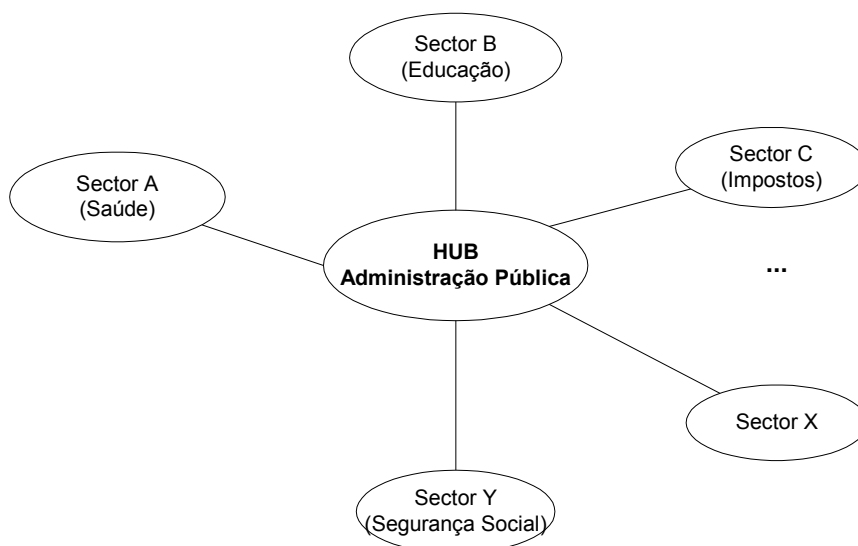 Sector B
(Educação)
Sector C
(Impostos)
Sector A
(Saúde)
HUB
Administração Pública
...
Sector X
Sector Y
(Segurança Social)